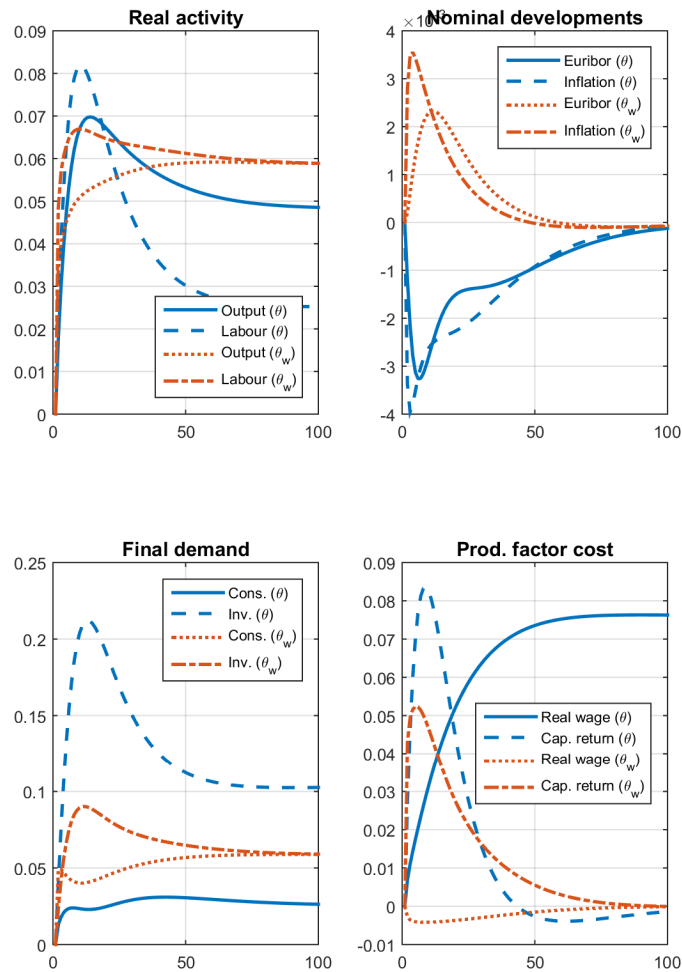 Real activity
0.09
0.08
0.07
0.06
0.05
0.04
0.03
0.02
0.01
0
0
50
100
Output (θ)
Labour (θ)
Output (θw)
Labour (θw)
Nominal developments
×10-3
4
3
2
1
0
-1
-2
-3
-4
0
50
100
Euribor (θ)
Inflation (θ)
Euribor (θw)
Inflation (θw)
Final demand
0.25
0.2
0.15
0.1
0.05
0
0
50
100
Cons. (θ)
Inv. (θ)
Cons. (θw)
Inv. (θw)
Prod. factor cost
0.09
0.08
0.07
0.06
0.05
0.04
0.03
0.02
0.01
0
-0.01
0
50
100
Real wage (θ)
Cap. return (θ)
Real wage (θw)
Cap. return (θw)